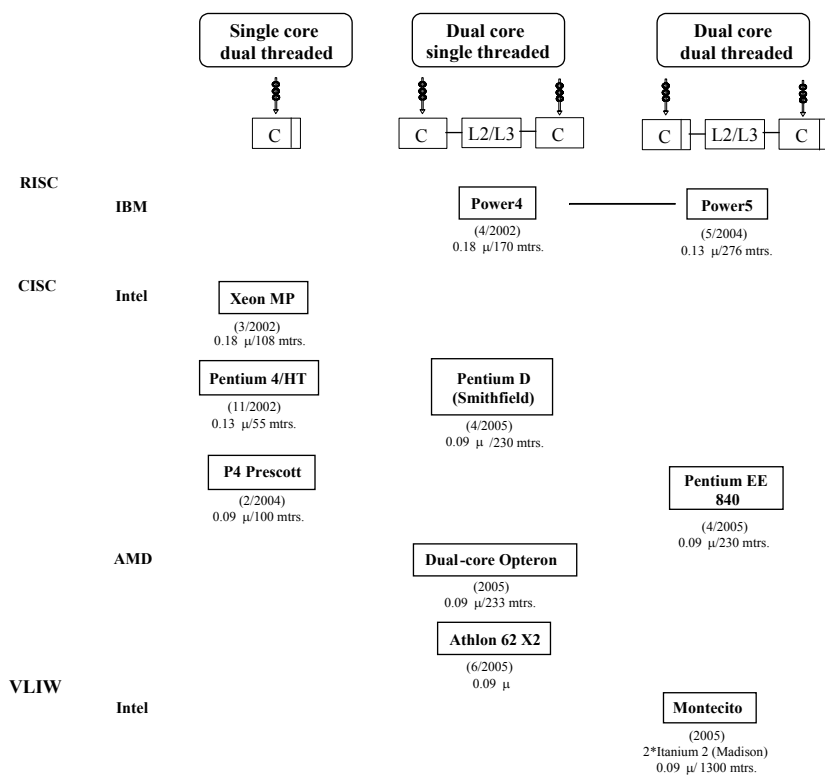 Single core
dual threaded
Dual core
single threaded
Dual core
dual threaded
C
C
L2/L3
C
C
L2/L3
C
RISC
IBM
Power4
Power5
(4/2002)
0.18 μ/170 mtrs.
(5/2004)
0.13 μ/276 mtrs.
CISC
Intel
Xeon MP
(3/2002)
0.18 μ/108 mtrs.
Pentium 4/HT
(11/2002)
0.13 μ/55 mtrs.
Pentium D
(Smithfield)
(4/2005)
0.09 μ /230 mtrs.
P4 Prescott
(2/2004)
0.09 μ/100 mtrs.
Pentium EE
840
(4/2005)
0.09 μ/230 mtrs.
AMD
Dual-core Opteron
(2005)
0.09 μ/233 mtrs.
Athlon 62 X2
(6/2005)
0.09 μ
VLIW
Intel
Montecito
(2005)
2*Itanium 2 (Madison)
0.09 μ/ 1300 mtrs.